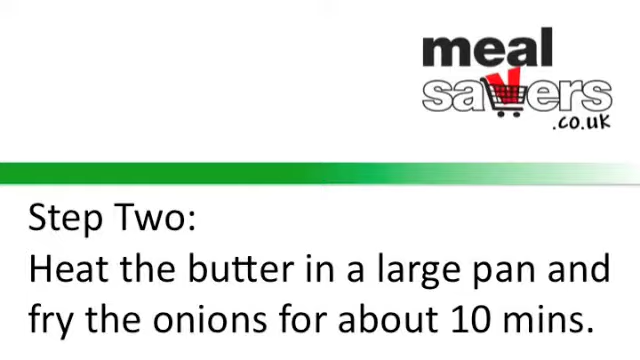 meal
savers
.co.uk
Step Two:
Heat the butter in a large pan and
fry the onions for about 10 mins.